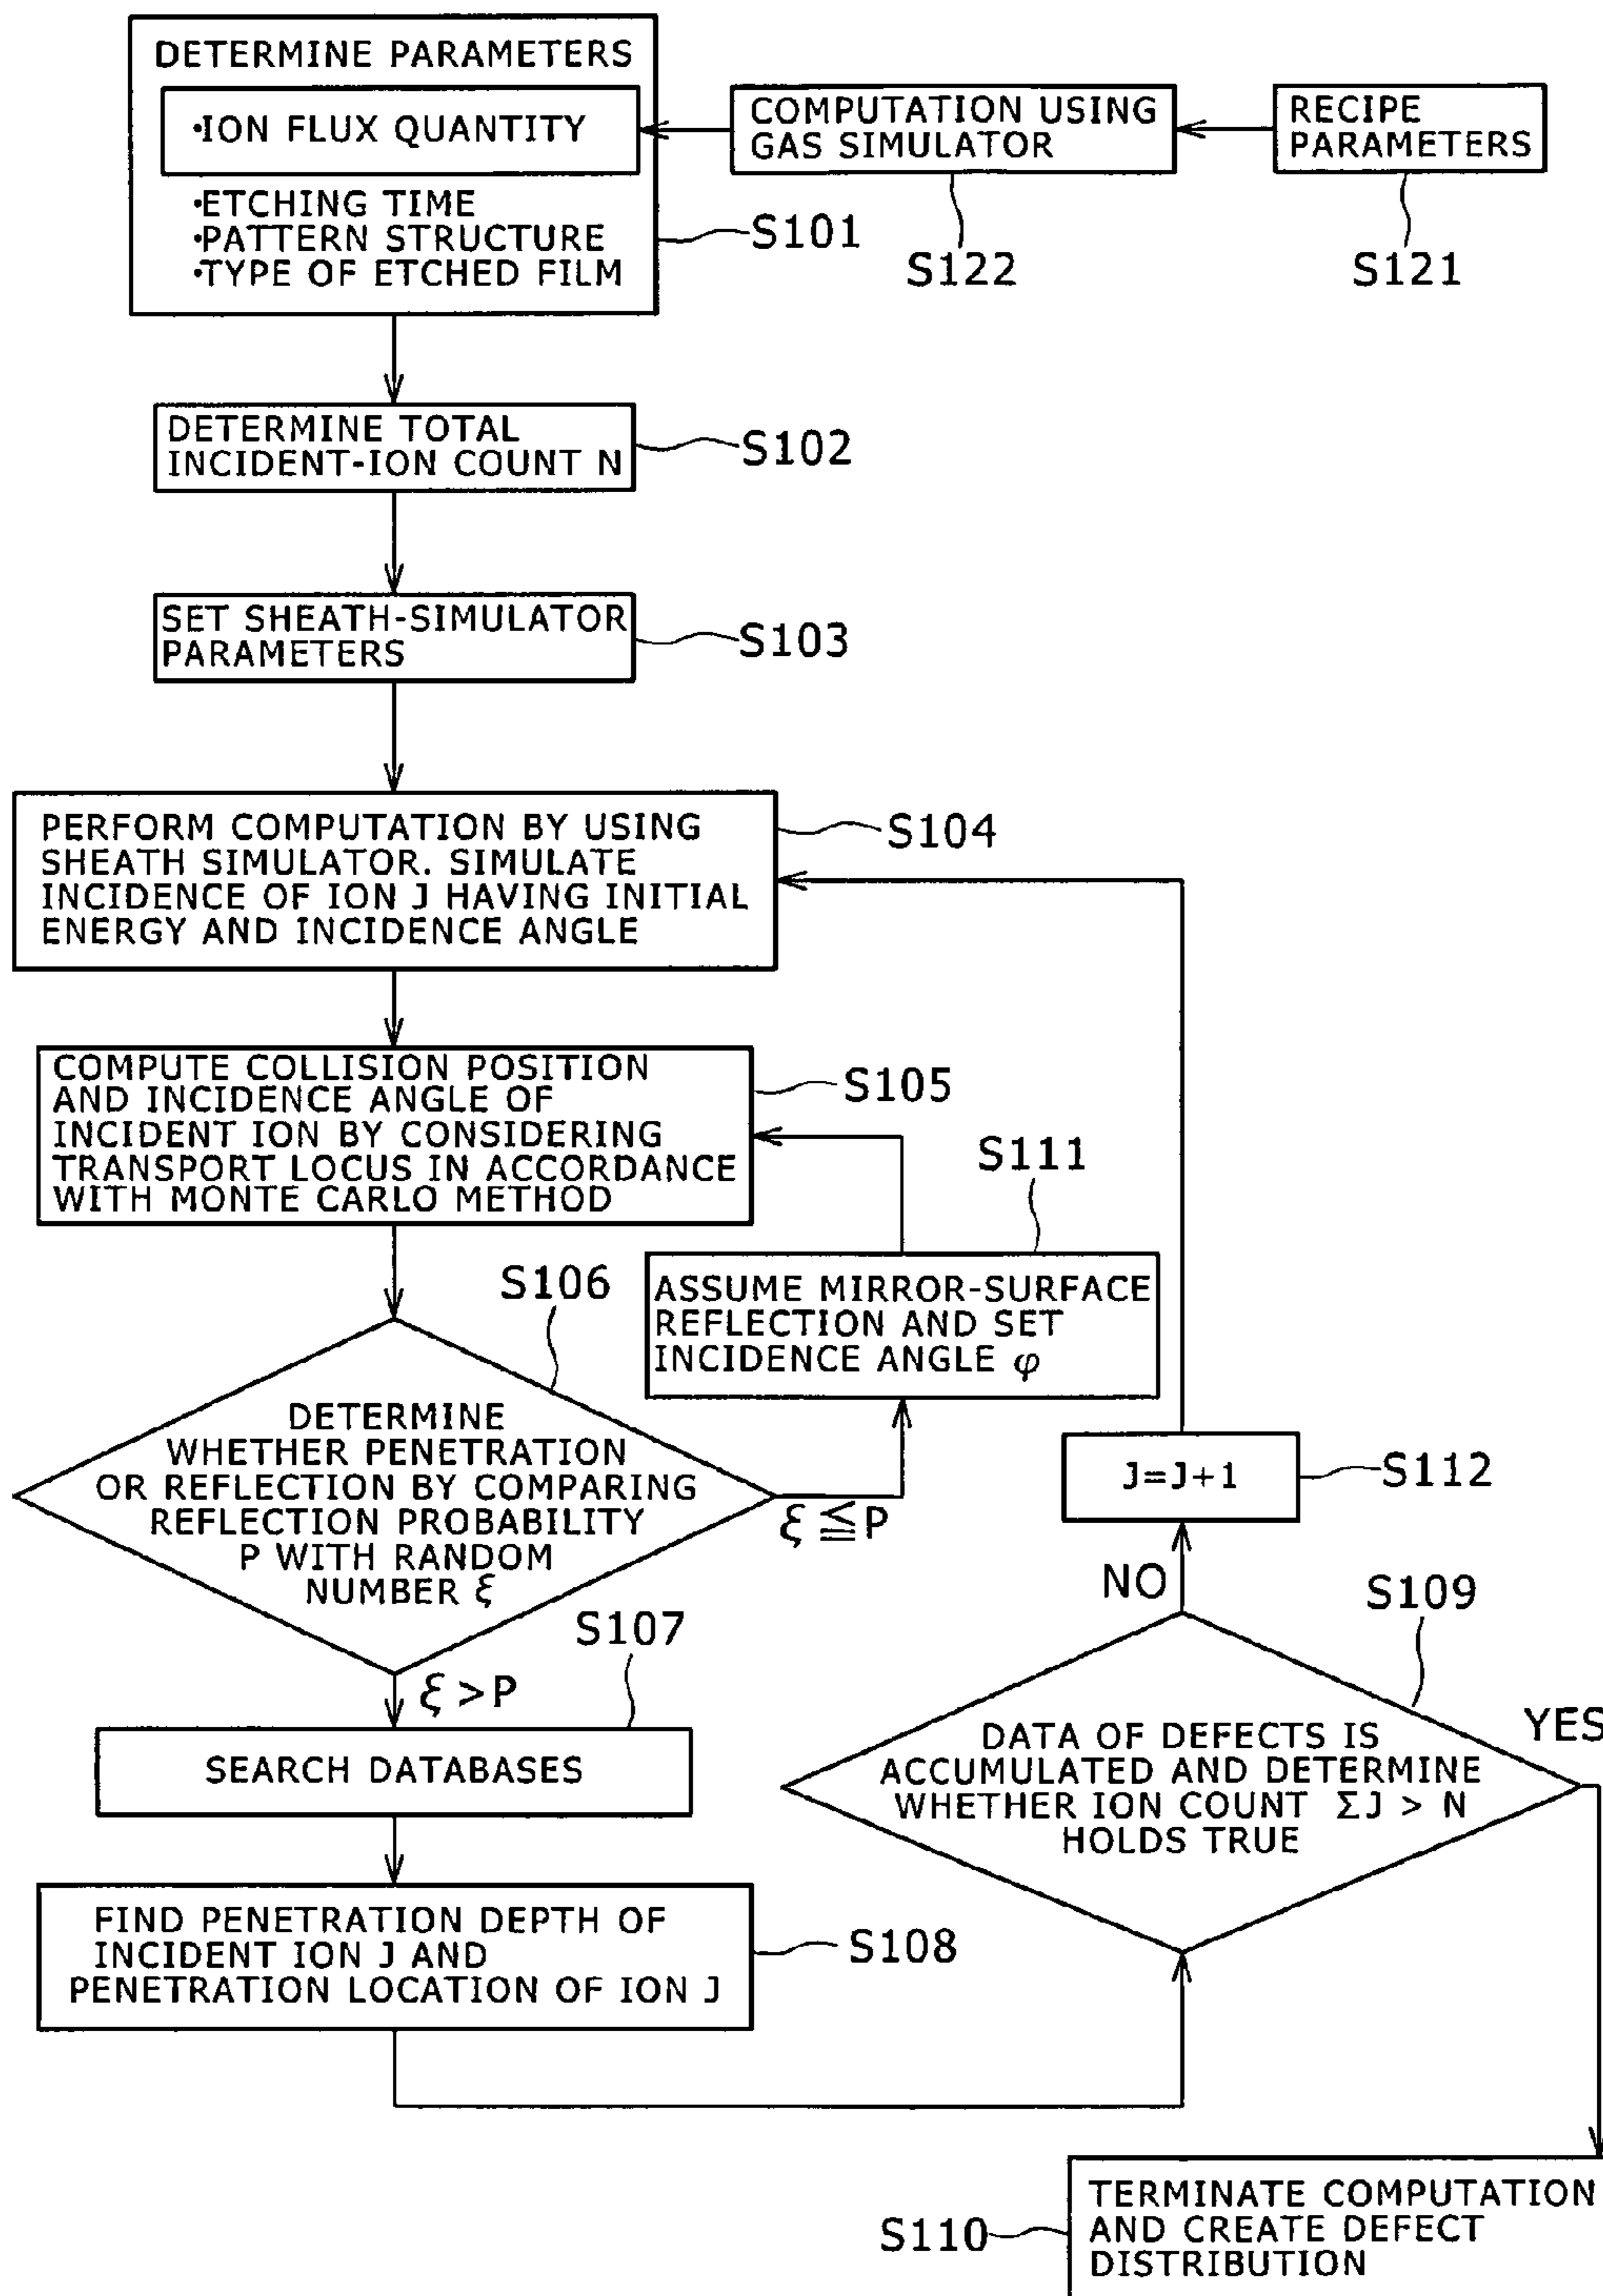 DETERMINE PARAMETERS
•ION FLUX QUANTITY
•ETCHING TIME
•PATTERN STRUCTURE
•TYPE OF ETCHED FILM
S101
COMPUTATION USING
GAS SIMULATOR
S122
RECIPE
PARAMETERS
S121
DETERMINE TOTAL
INCIDENT-ION COUNT N
S102
SET SHEATH-SIMULATOR
PARAMETERS
S103
PERFORM COMPUTATION BY USING
SHEATH SIMULATOR. SIMULATE
INCIDENCE OF ION J HAVING INITIAL
ENERGY AND INCIDENCE ANGLE
S104
COMPUTE COLLISION POSITION
AND INCIDENCE ANGLE OF
INCIDENT ION BY CONSIDERING
TRANSPORT LOCUS IN ACCORDANCE
WITH MONTE CARLO METHOD
S105
S111
ASSUME MIRROR-SURFACE
REFLECTION AND SET
INCIDENCE ANGLE φ
S106
DETERMINE
WHETHER PENETRATION
OR REFLECTION BY COMPARING
REFLECTION PROBABILITY
P WITH RANDOM
NUMBER ξ
ξ ≦ P
ξ > P
J=J+1
S112
NO
S109
S107
SEARCH DATABASES
DATA OF DEFECTS IS
ACCUMULATED AND DETERMINE
WHETHER ION COUNT ΣJ > N
HOLDS TRUE
YES
FIND PENETRATION DEPTH OF
INCIDENT ION J AND
PENETRATION LOCATION OF ION J
S108
S110
TERMINATE COMPUTATION
AND CREATE DEFECT
DISTRIBUTION